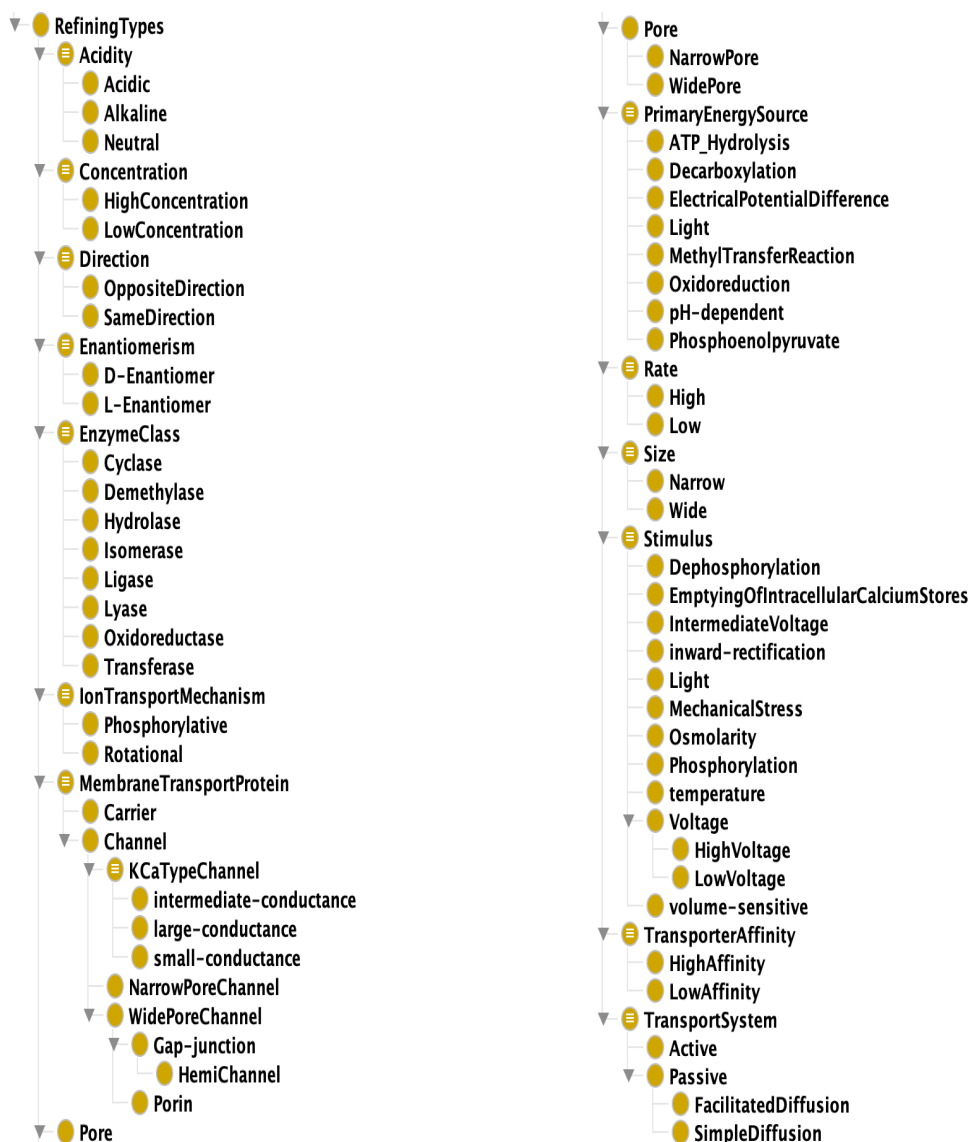 RefiningTypes
Acidity
Acidic
Alkaline
Neutral
Concentration
HighConcentration
LowConcentration
Direction
OppositeDirection
SameDirection
Enantiomerism
D-Enantiomer
L-Enantiomer
EnzymeClass
Cyclase
Demethylase
Hydrolase
Isomerase
Ligase
Lyase
Oxidoreductase
Transferase
IonTransportMechanism
Phosphorylative
Rotational
MembraneTransportProtein
Carrier
Channel
KCaTypeChannel
intermediate-conductance
large-conductance
small-conductance
NarrowPoreChannel
WidePoreChannel
Gap-junction
HemiChannel
Porin
Pore
Pore
NarrowPore
WidePore
PrimaryEnergySource
ATP_Hydrolysis
Decarboxylation
ElectricalPotentialDifference
Light
MethylTransferReaction
Oxidoreduction
pH-dependent
Phosphoenolpyruvate
Rate
High
Low
Size
Narrow
Wide
Stimulus
Dephosphorylation
EmptyingOfIntracellularCalciumStores
IntermediateVoltage
inward-rectification
Light
MechanicalStress
Osmolarity
Phosphorylation
temperature
Voltage
HighVoltage
LowVoltage
volume-sensitive
TransporterAffinity
HighAffinity
LowAffinity
TransportSystem
Active
Passive
FacilitatedDiffusion
SimpleDiffusion